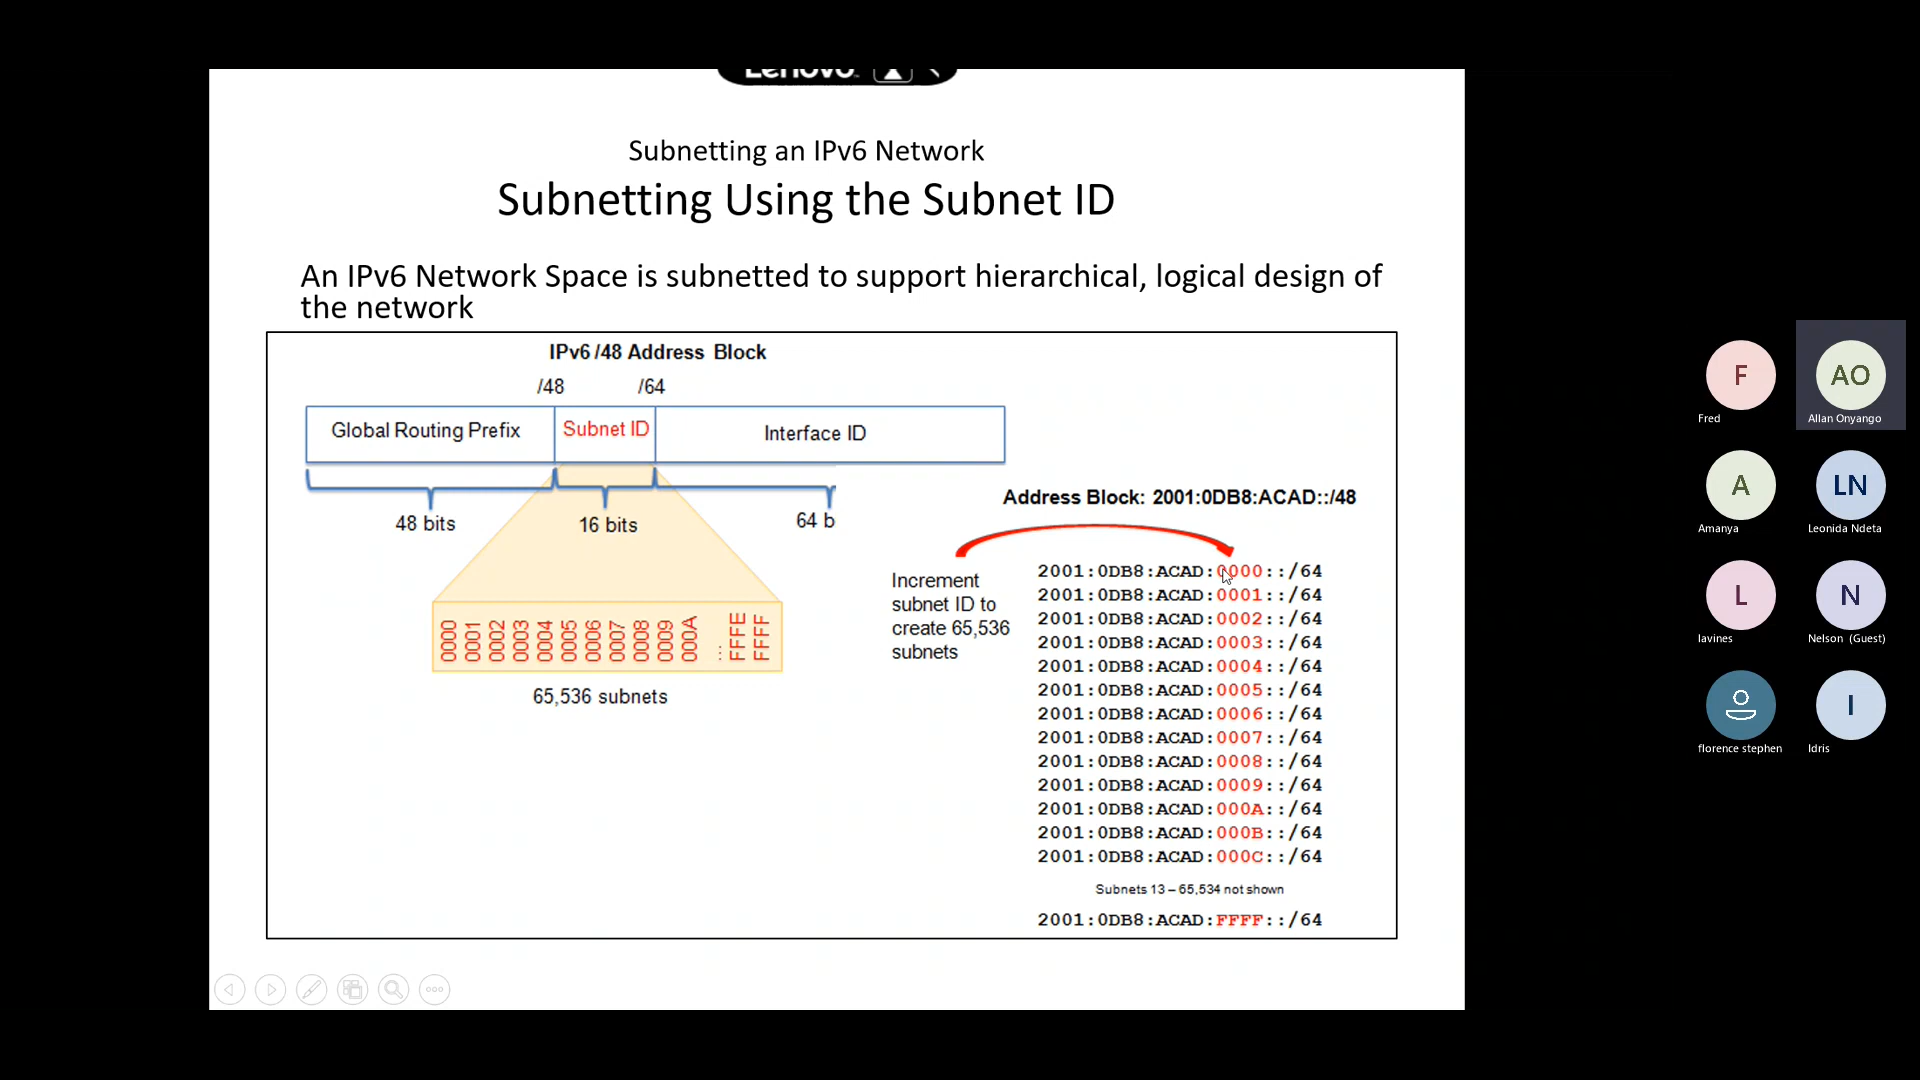 Lenovo
Subnetting an IPv6 Network
Subnetting Using the Subnet ID
An IPv6 Network Space is subnetted to support hierarchical, logical design of
the network
IPv6 /48 Address Block
/48 /64
Global Routing Prefix Subnet ID Interface ID
48 bits 16 bits 64 b
0000 0001 0002 0003 0004 0005 0006 0007 0008 0009 000A ... FFFE FFFF
65,536 subnets
Address Block: 2001:0DB8:ACAD::/48
Increment
subnet ID to
create 65,536
subnets
2001:0DB8:ACAD:0000::/64
2001:0DB8:ACAD:0001::/64
2001:0DB8:ACAD:0002::/64
2001:0DB8:ACAD:0003::/64
2001:0DB8:ACAD:0004::/64
2001:0DB8:ACAD:0005::/64
2001:0DB8:ACAD:0006::/64
2001:0DB8:ACAD:0007::/64
2001:0DB8:ACAD:0008::/64
2001:0DB8:ACAD:0009::/64
2001:0DB8:ACAD:000A::/64
2001:0DB8:ACAD:000B::/64
2001:0DB8:ACAD:000C::/64
Subnets 13 – 65,534 not shown
2001:0DB8:ACAD:FFFF::/64
F AO
Fred Allan Onyango
A LN
Amanya Leonida Ndeta
L N
lavines Nelson (Guest)
I
florence stephen Idris